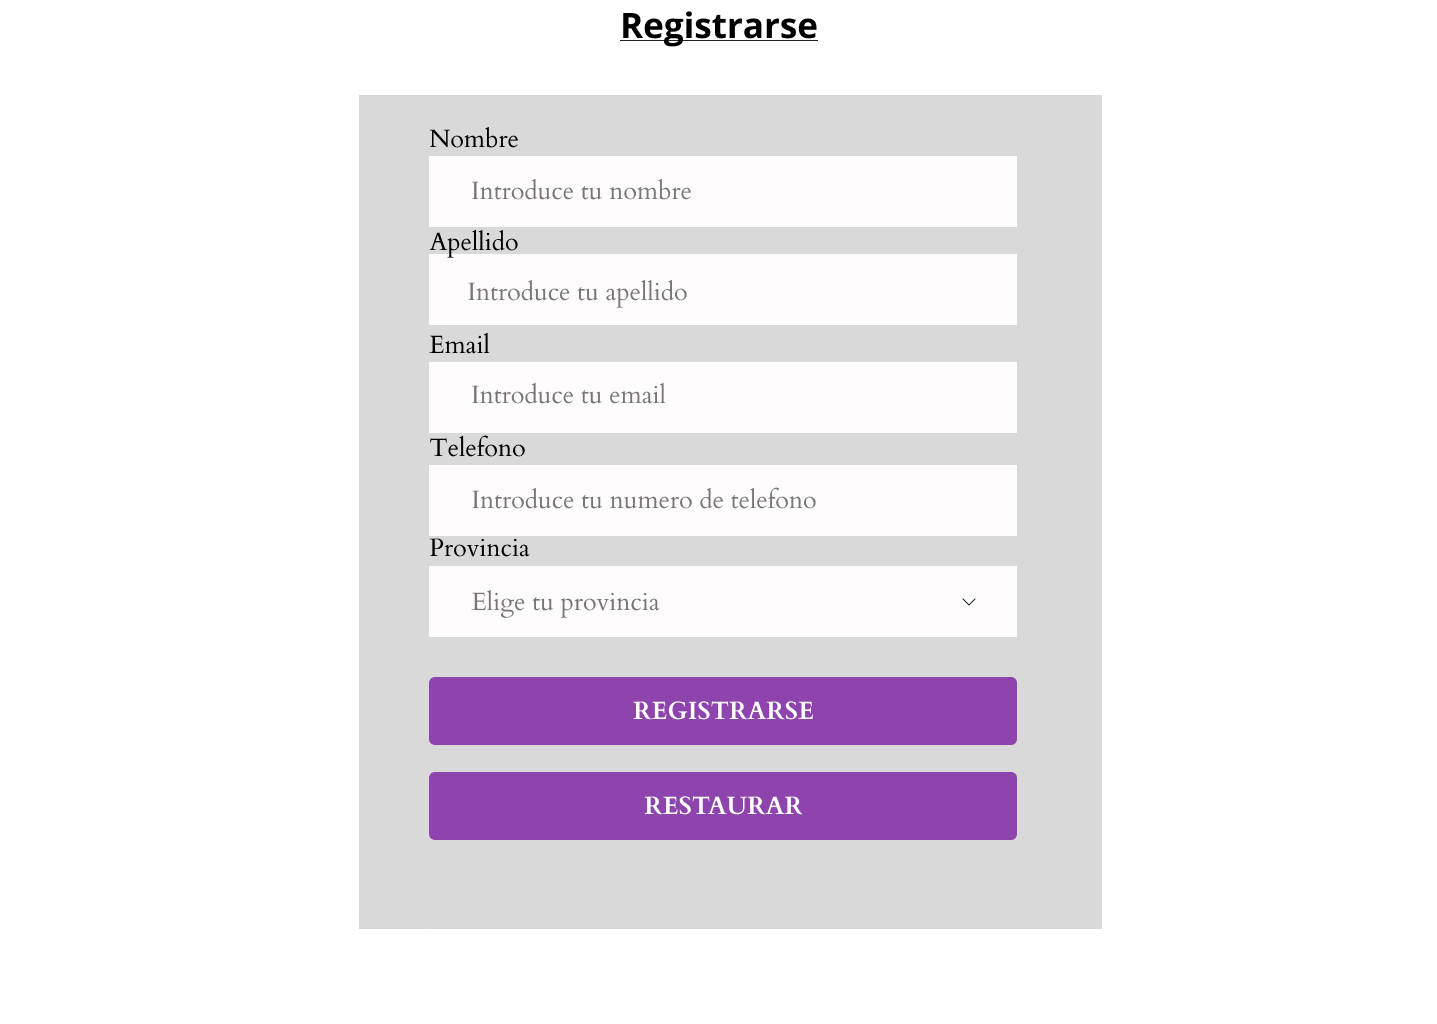 Registrarse
Nombre
Introduce tu nombre
Apellido
Introduce tu apellido
Email
Introduce tu email
Telefono
Introduce tu numero de telefono
Provincia
Elige tu provincia
REGISTRARSE
RESTAURAR